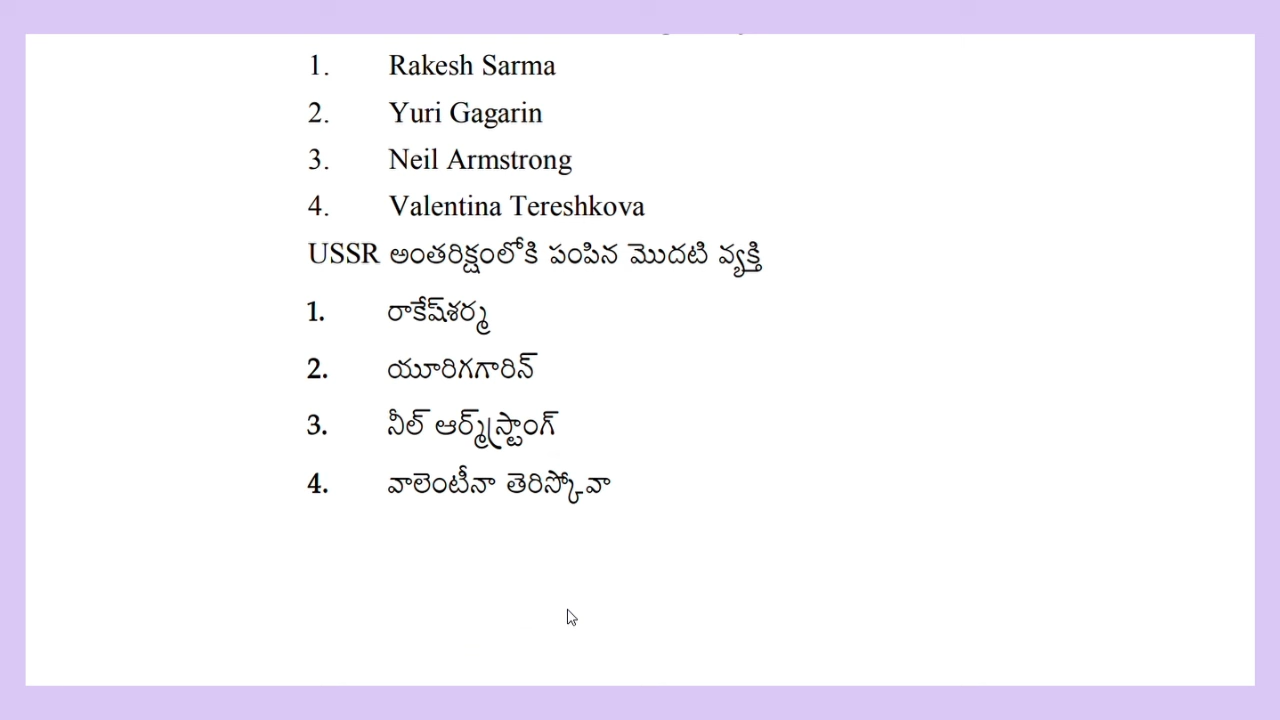 1. Rakesh Sarma
2. Yuri Gagarin
3. Neil Armstrong
4. Valentina Tereshkova
USSR అంతరిక్షంలోకి పంపిన మొదటి వ్యక్తి
1. రాకేష్‌శర్మ
2. యూరిగగారిన్
3. నీల్ ఆర్మ్‌స్ట్రాంగ్
4. వాలెంటీనా తెరిస్కోవా